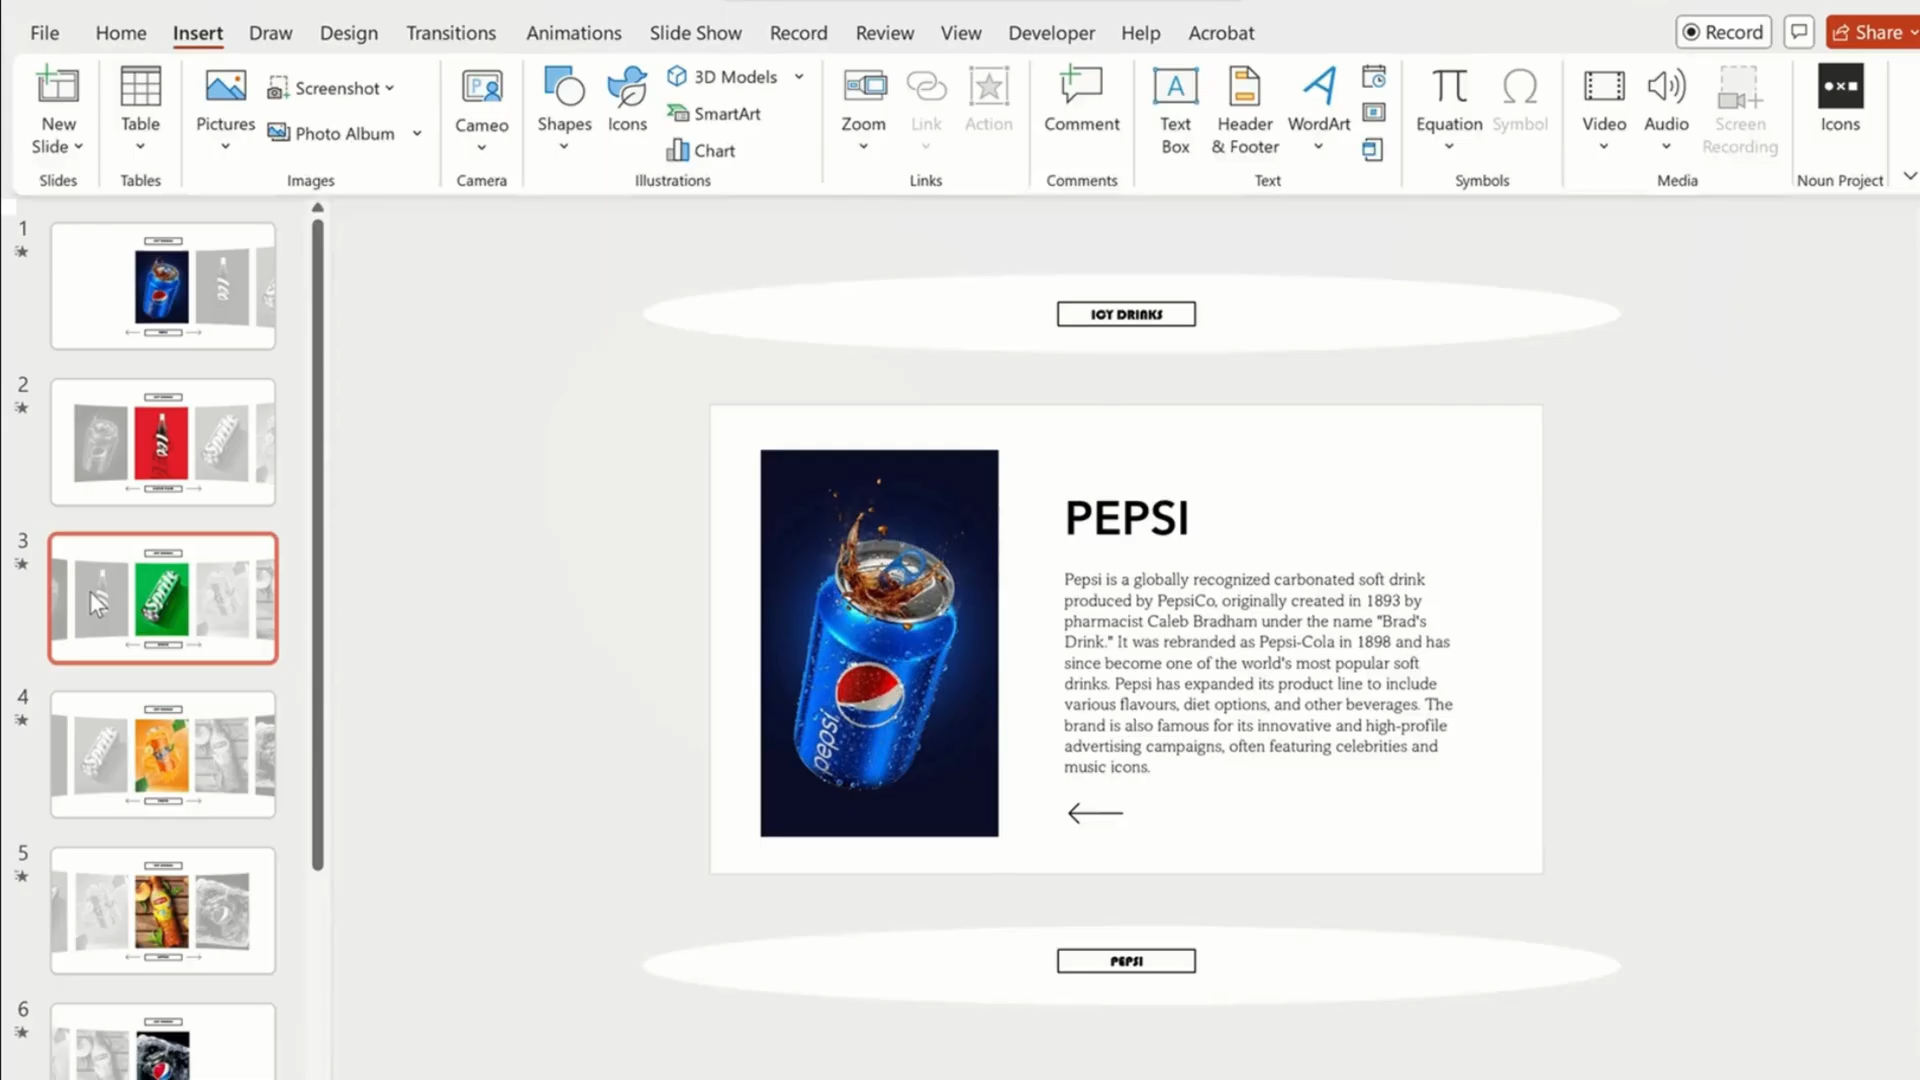 File Home Insert Draw Design Transitions Animations Slide Show Record Review View Developer Help Acrobat Record Share
New Slide
Table
Pictures
Screenshot
Photo Album
Cameo
Shapes
Icons
3D Models
SmartArt
Chart
Zoom
Link
Action
Comment
Text Box
Header & Footer
WordArt
Equation
Symbol
Video
Audio
Screen Recording
Icons
Slides Tables Images Camera Illustrations Links Comments Text Symbols Media Noun Project
1
2
3
Sprite
4
Sprite
5
6
ICY DRINKS
pepsi
PEPSI
Pepsi is a globally recognized carbonated soft drink
produced by PepsiCo, originally created in 1893 by
pharmacist Caleb Bradham under the name "Brad's
Drink." It was rebranded as Pepsi-Cola in 1898 and has
since become one of the world's most popular soft
drinks. Pepsi has expanded its product line to include
various flavours, diet options, and other beverages. The
brand is also famous for its innovative and high-profile
advertising campaigns, often featuring celebrities and
music icons.
PEPSI